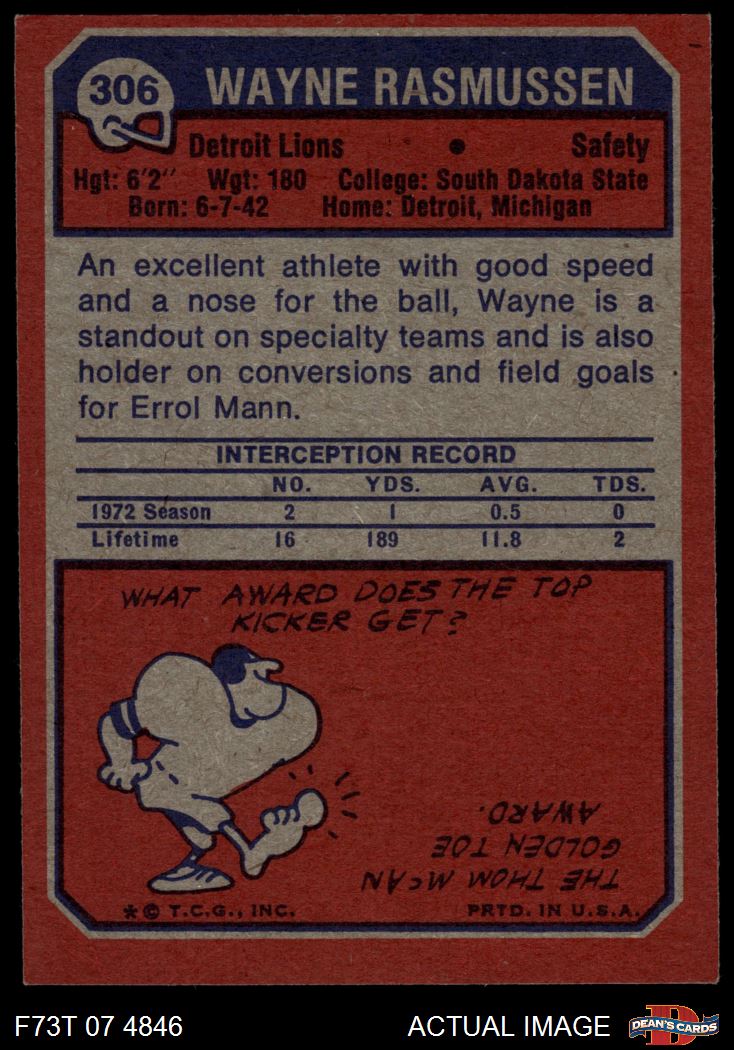 306
WAYNE RASMUSSEN
Detroit Lions • Safety
Hgt: 6'2" Wgt: 180 College: South Dakota State
Born: 6-7-42 Home: Detroit, Michigan
An excellent athlete with good speed
and a nose for the ball, Wayne is a
standout on specialty teams and is also
holder on conversions and field goals
for Errol Mann.
INTERCEPTION RECORD
NO. YDS. AVG. TDS.
1972 Season 2 1 0.5 0
Lifetime 16 189 11.8 2
WHAT AWARD DOES THE TOP
KICKER GET?
THE THOM McAN
GOLDEN TOE
AWARD.
* © T.C.G., INC. PRTD. IN U.S.A.
F73T 07 4846 ACTUAL IMAGE D DEAN'S CARDS